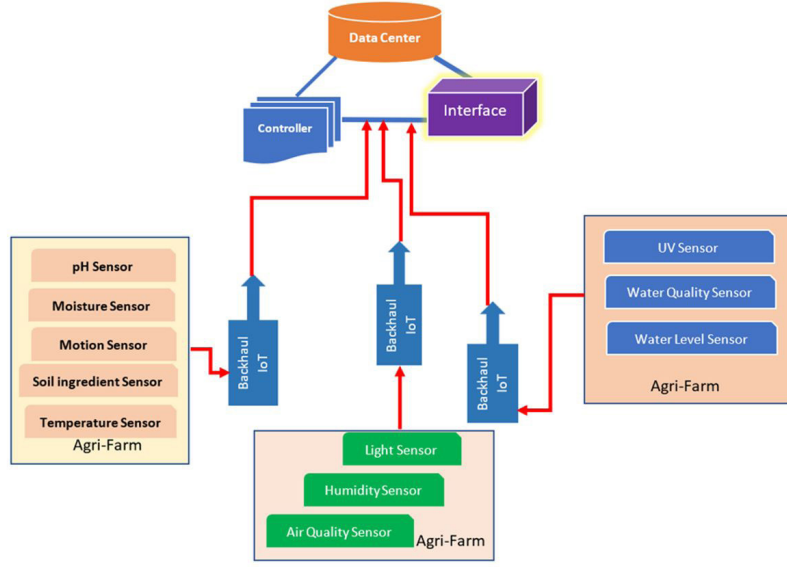 Data Center
Controller
Interface
pH Sensor
Moisture Sensor
Motion Sensor
Soil ingredient Sensor
Temperature Sensor
Agri-Farm
Backhaul
IoT
Backhaul
IoT
Backhaul
IoT
UV Sensor
Water Quality Sensor
Water Level Sensor
Agri-Farm
Light Sensor
Humidity Sensor
Air Quality Sensor
Agri-Farm